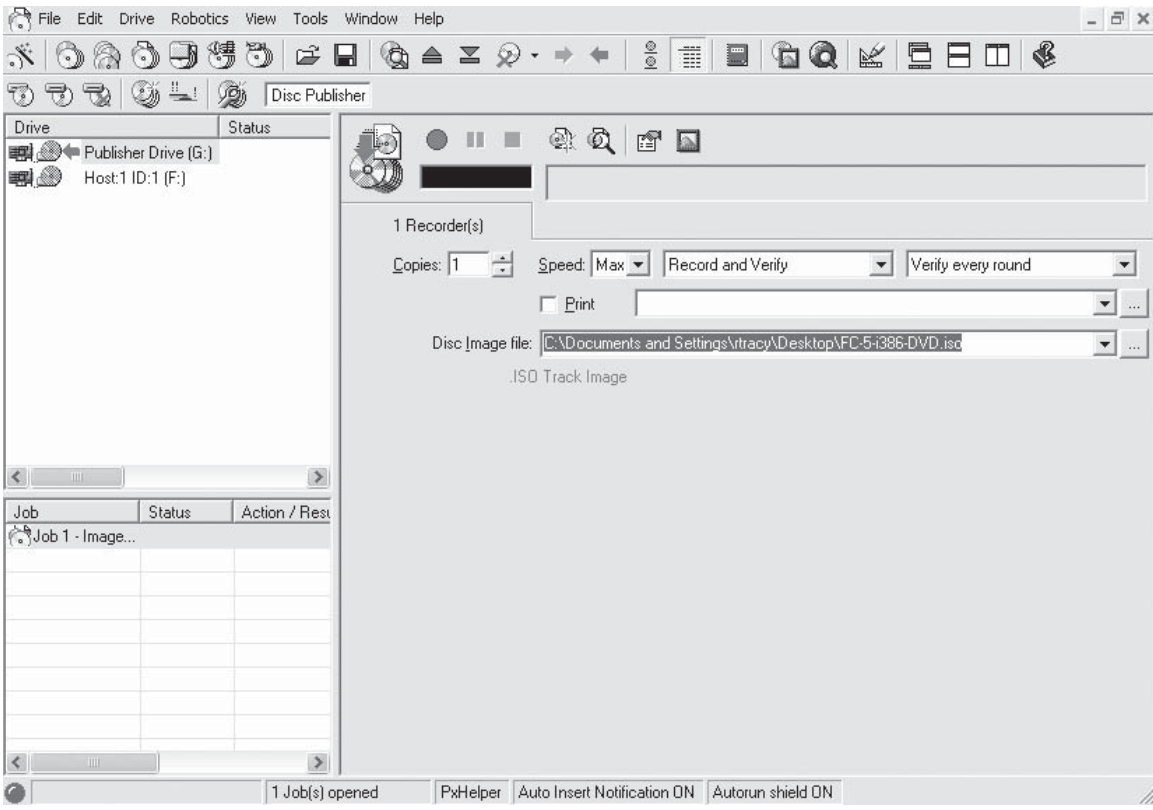 File Edit Drive Robotics View Tools Window Help
Disc Publisher
Drive Status
Publisher Drive (G:)
Host:1 ID:1 (F:)
1 Recorder(s)
Copies: 1 Speed: Max Record and Verify Verify every round
Print ...
Disc Image file: C:\Documents and Settings\rtracy\Desktop\FC-5-i386-DVD.iso ...
.ISO Track Image
Job Status Action / Resu
Job 1 - Image...
1 Job(s) opened PxHelper Auto Insert Notification ON Autorun shield ON